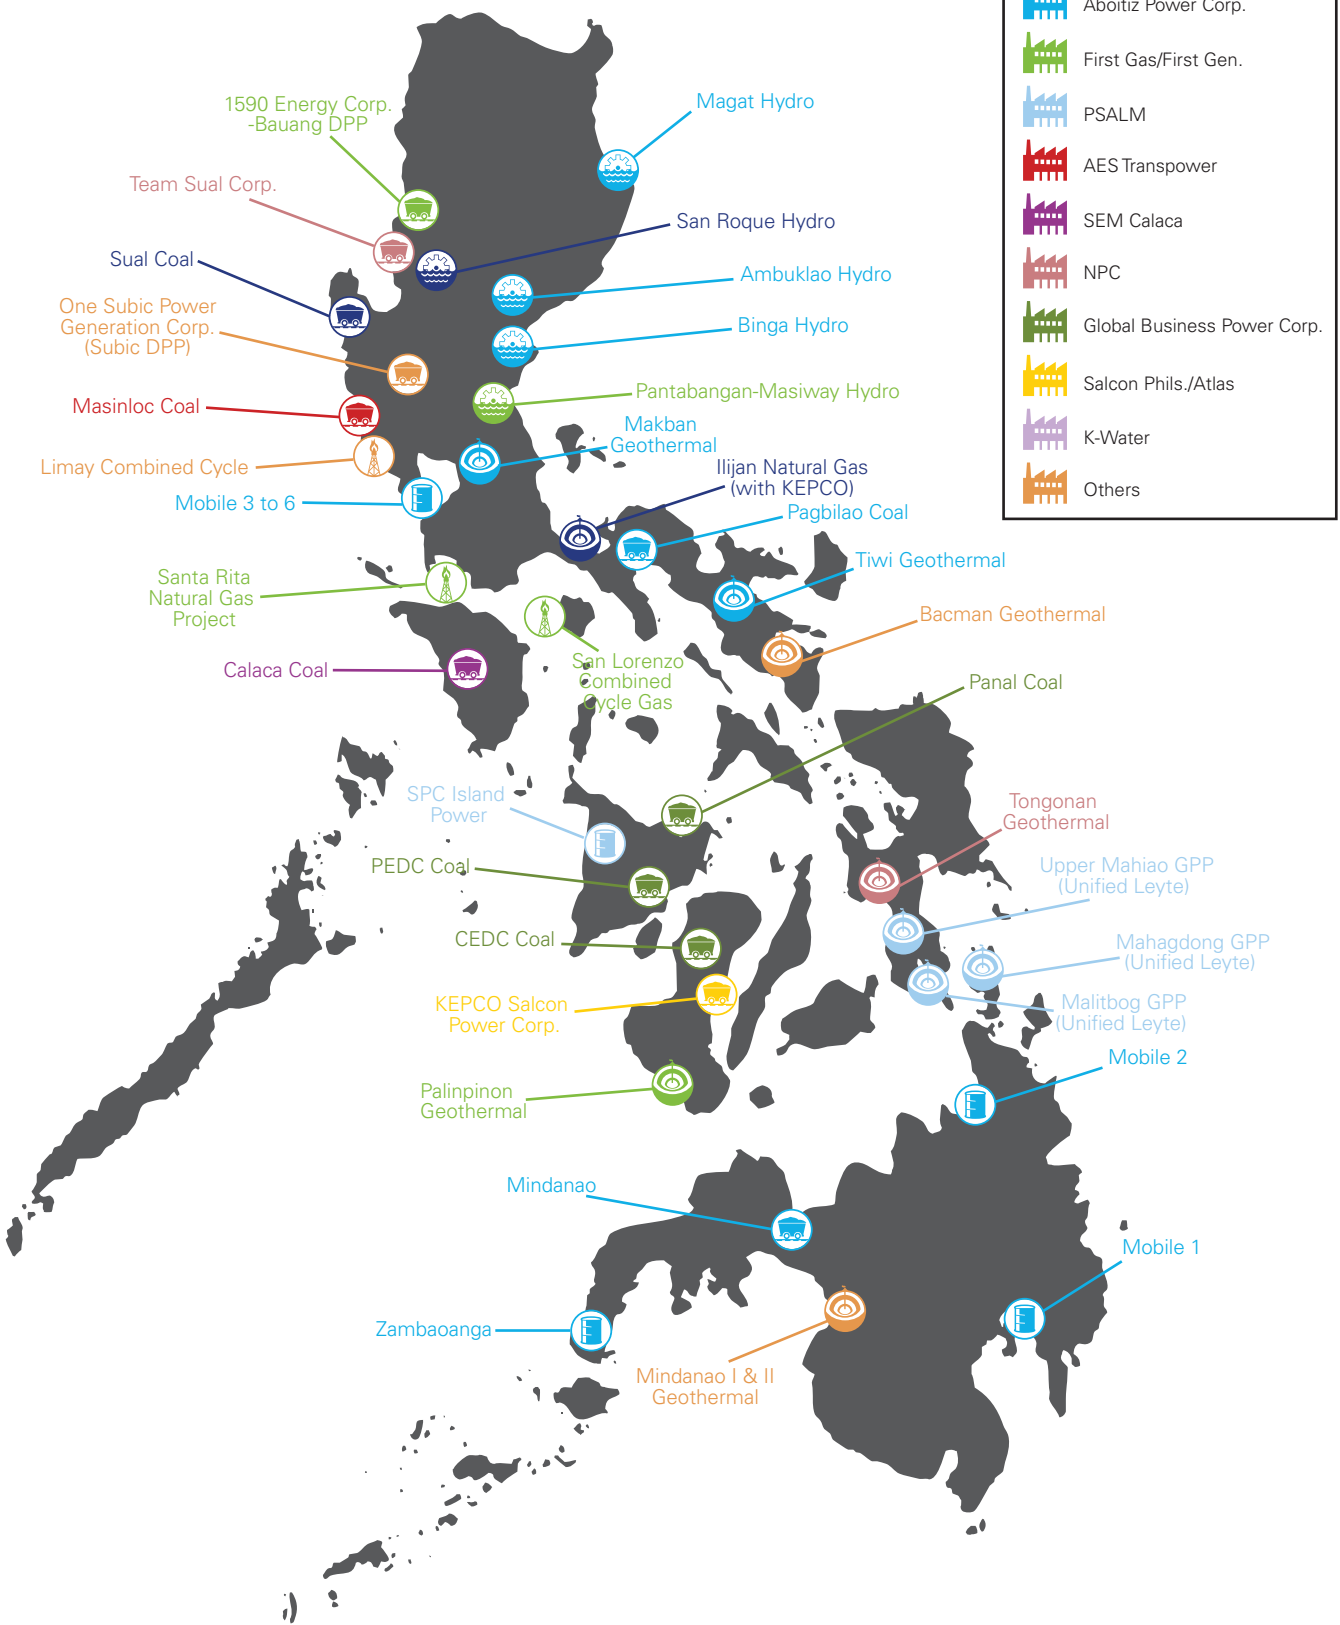 Aboitiz Power Corp.
First Gas/First Gen.
PSALM
AES Transpower
SEM Calaca
NPC
Global Business Power Corp.
Salcon Phils./Atlas
K-Water
Others
1590 Energy Corp.
-Bauang DPP
Magat Hydro
Team Sual Corp.
San Roque Hydro
Sual Coal
Ambuklao Hydro
One Subic Power
Generation Corp.
(Subic DPP)
Binga Hydro
Pantabangan-Masiway Hydro
Masinloc Coal
Makban
Geothermal
Limay Combined Cycle
Ilijan Natural Gas
(with KEPCO)
Mobile 3 to 6
Pagbilao Coal
Tiwi Geothermal
Santa Rita
Natural Gas
Project
Bacman Geothermal
Calaca Coal
San Lorenzo
Combined
Cycle Gas
Panal Coal
SPC Island
Power
Tongonan
Geothermal
PEDC Coal
Upper Mahiao GPP
(Unified Leyte)
CEDC Coal
Mahagdong GPP
(Unified Leyte)
KEPCO Salcon
Power Corp.
Malitbog GPP
(Unified Leyte)
Mobile 2
Palinpinon
Geothermal
Mindanao
Mobile 1
Zambaoanga
Mindanao I & II
Geothermal